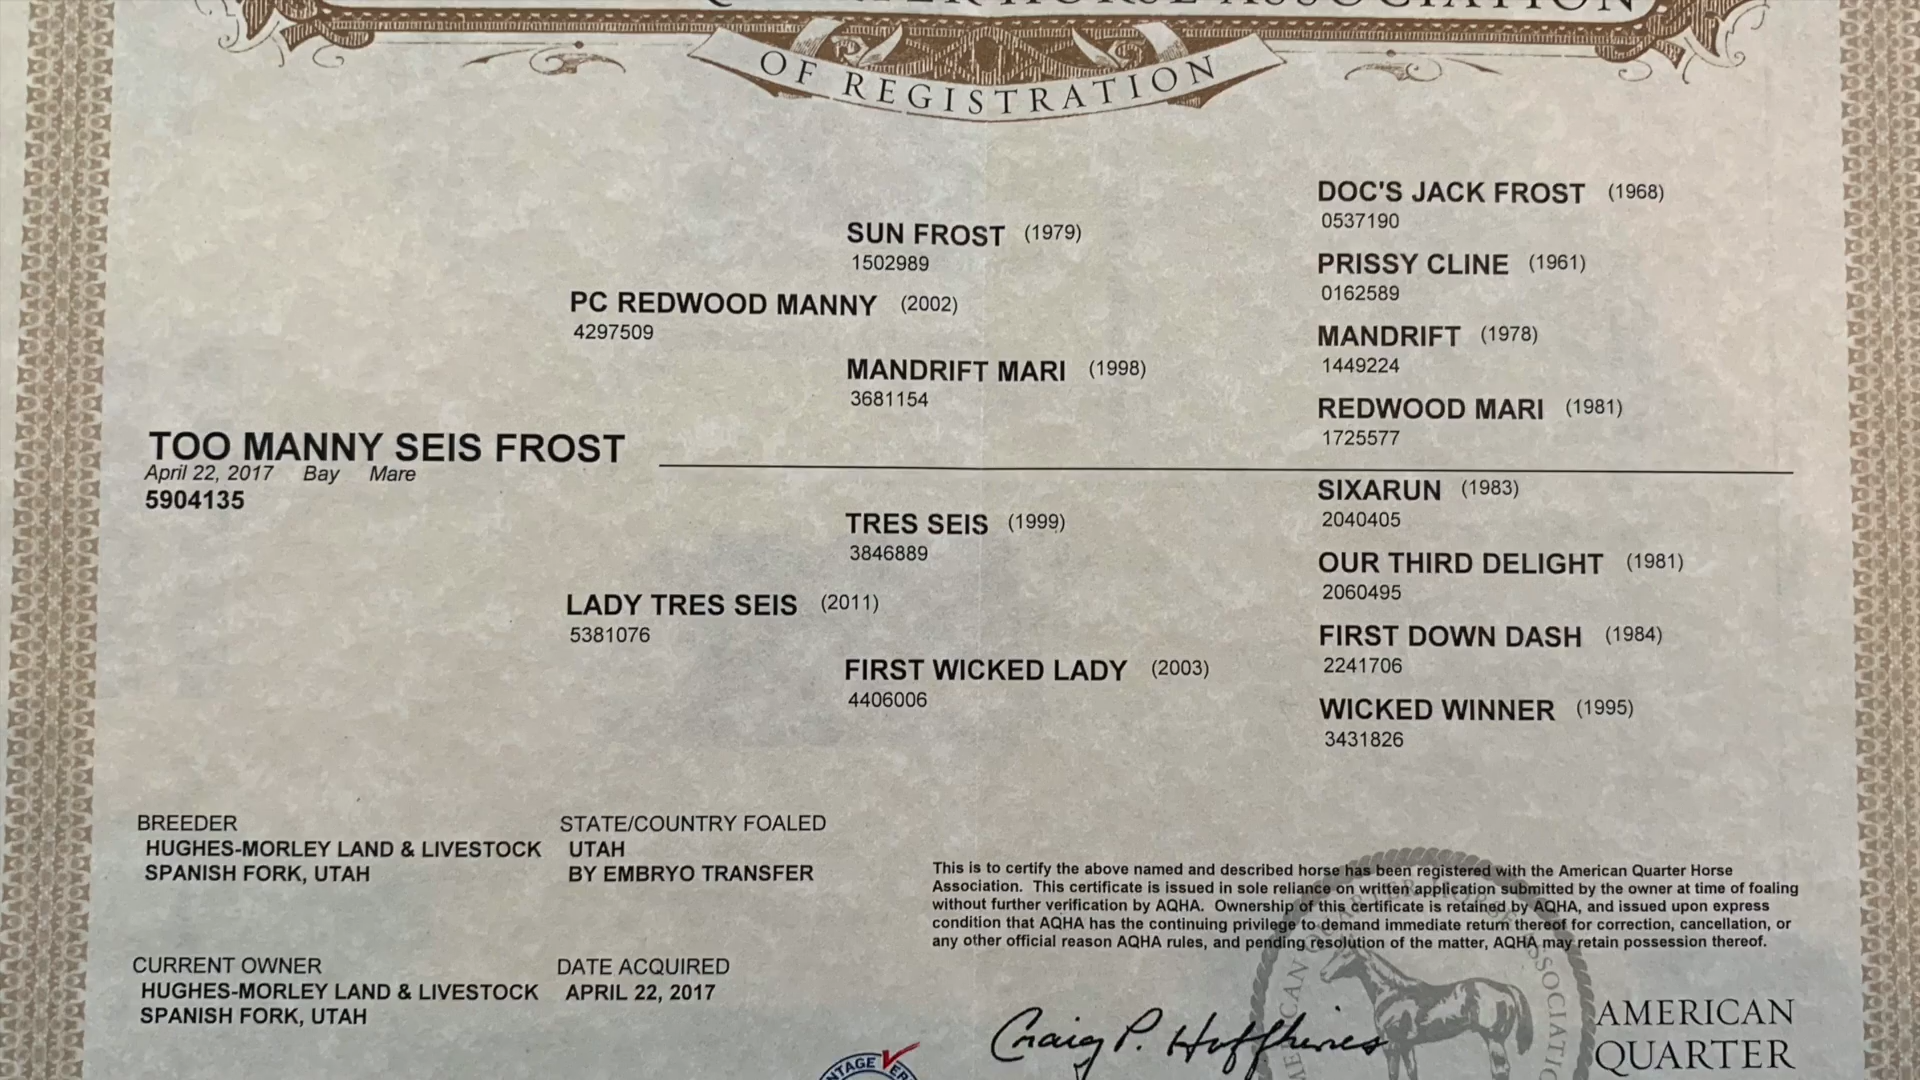 OF REGISTRATION
DOC'S JACK FROST (1968)
0537190
SUN FROST (1979)
1502989
PRISSY CLINE (1961)
0162589
PC REDWOOD MANNY (2002)
4297509
MANDRIFT (1978)
1449224
MANDRIFT MARI (1998)
3681154
REDWOOD MARI (1981)
1725577
TOO MANNY SEIS FROST
April 22, 2017 Bay Mare
5904135
SIXARUN (1983)
2040405
TRES SEIS (1999)
3846889
OUR THIRD DELIGHT (1981)
2060495
LADY TRES SEIS (2011)
5381076
FIRST DOWN DASH (1984)
2241706
FIRST WICKED LADY (2003)
4406006
WICKED WINNER (1995)
3431826
BREEDER
HUGHES-MORLEY LAND & LIVESTOCK
SPANISH FORK, UTAH
STATE/COUNTRY FOALED
UTAH
BY EMBRYO TRANSFER
This is to certify the above named and described horse has been registered with the American Quarter Horse
Association. This certificate is issued in sole reliance on written application submitted by the owner at time of foaling
without further verification by AQHA. Ownership of this certificate is retained by AQHA, and issued upon express
condition that AQHA has the continuing privilege to demand immediate return thereof for correction, cancellation, or
any other official reason AQHA rules, and pending resolution of the matter, AQHA may retain possession thereof.
CURRENT OWNER
HUGHES-MORLEY LAND & LIVESTOCK
SPANISH FORK, UTAH
DATE ACQUIRED
APRIL 22, 2017
Craig P. Huffhines
AMERICAN
QUARTER